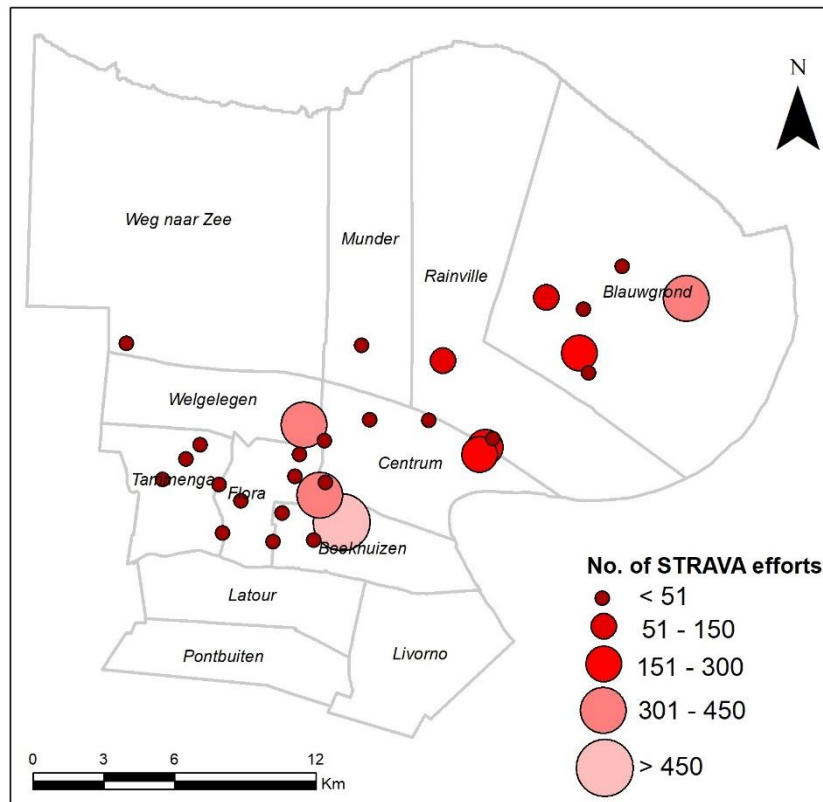 N
Weg naar Zee
Munder
Rainville
Blauwgrond
Welgelegen
Centrum
Tammenga
Flora
Beekhuizen
Latour
Pontbuiten
Livorno
No. of STRAVA efforts
< 51
51 - 150
151 - 300
301 - 450
> 450
0 3 6 12
Km